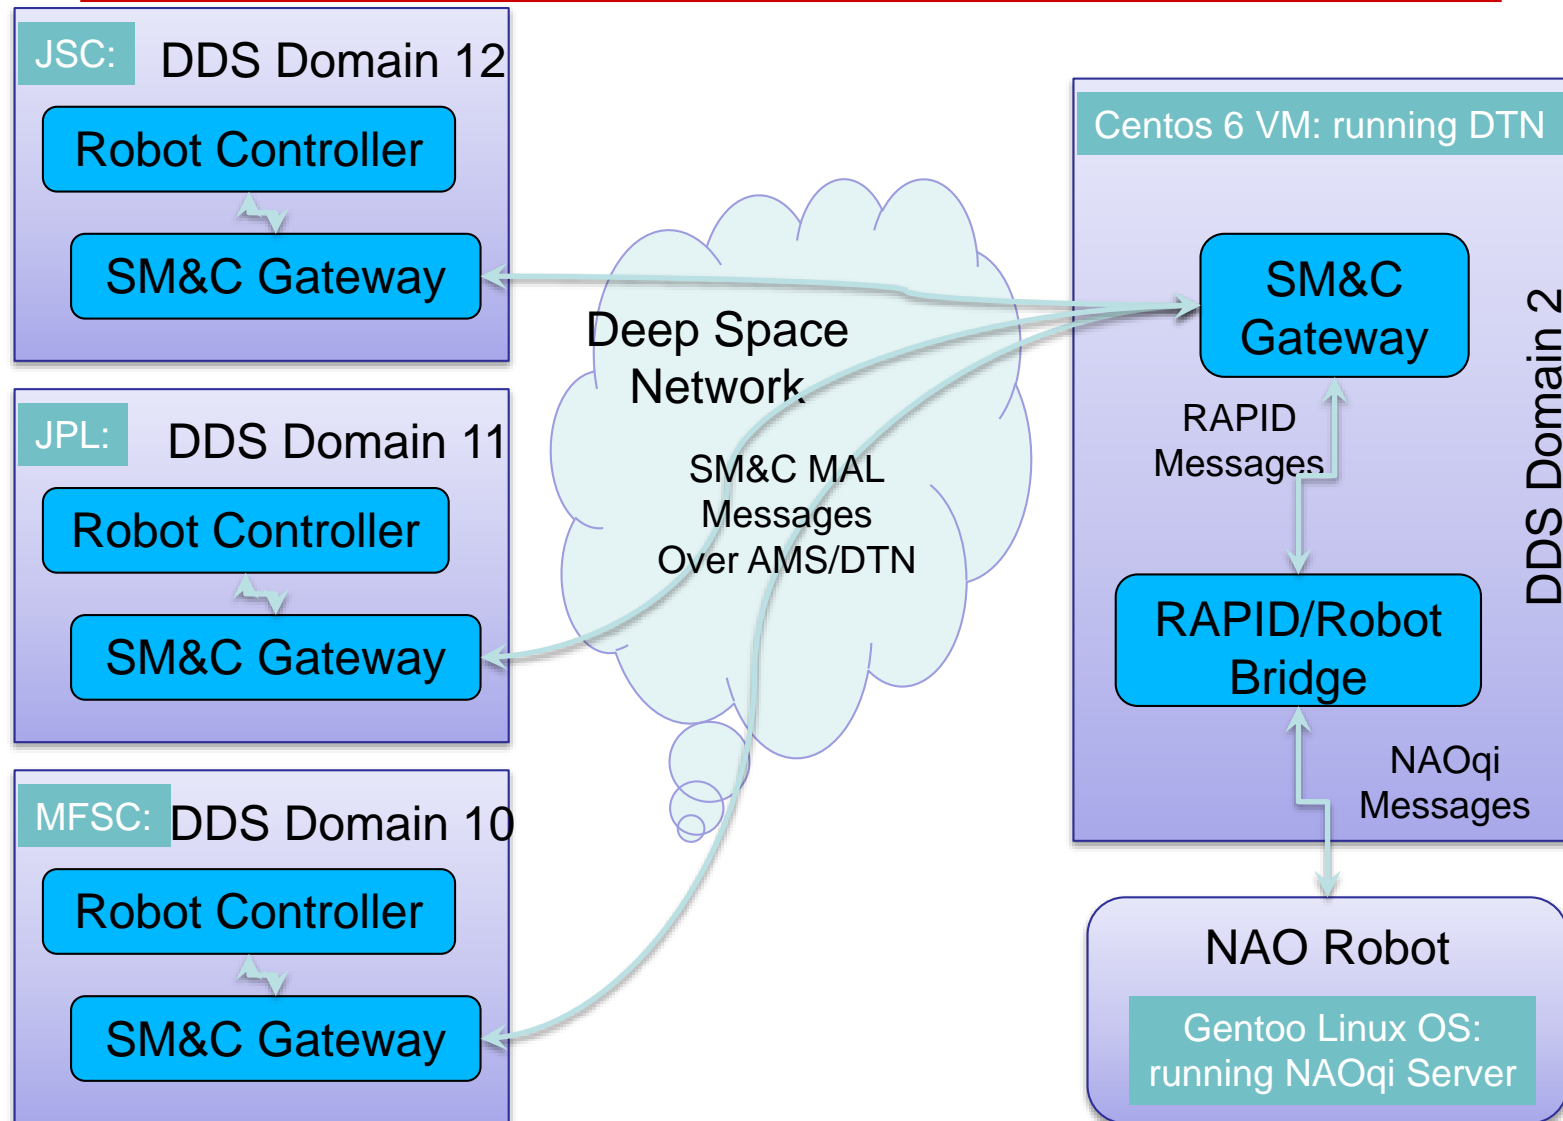 JSC:
DDS Domain 12
Robot Controller
SM&C Gateway
JPL:
DDS Domain 11
Robot Controller
SM&C Gateway
MFSC:
DDS Domain 10
Robot Controller
SM&C Gateway
Deep Space
Network
SM&C MAL
Messages
Over AMS/DTN
Centos 6 VM: running DTN
SM&C
Gateway
RAPID
Messages
RAPID/Robot
Bridge
NAOqi
Messages
DDS Domain 2
NAO Robot
Gentoo Linux OS:
running NAOqi Server